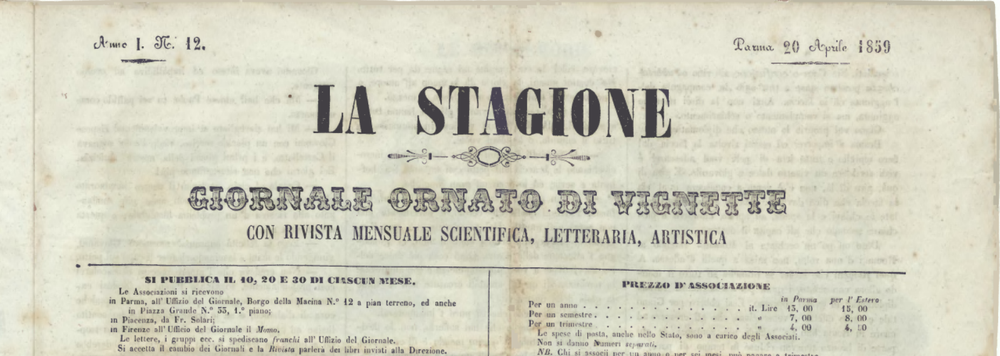 Anno I. N. 12.
Parma 20 Aprile 1859
LA STAGIONE
GIORNALE ORNATO DI VIGNETTE
CON RIVISTA MENSUALE SCIENTIFICA, LETTERARIA, ARTISTICA
SI PUBBLICA IL 10, 20 E 30 DI CIASCUN MESE.
Le Associazioni si ricevono
in Parma, all' Uffizio del Giornale, Borgo della Macina N.º 12 a pian terreno, ed anche
in Piazza Grande N.º 35, 1.º piano;
in Piacenza, da Fr. Solari;
in Firenze all' Ufficio del Giornale il Momo.
Le lettere, i gruppi ecc. si spediscano franchi all' Uffizio del Giornale.
Si accetta il cambio dei Giornali e la Rivista parlerà dei libri inviati alla Direzione.
PREZZO D'ASSOCIAZIONE
in Parma per l' Estero
Per un anno . . . . . . . . . . . . . . . it. Lire 13, 00 15, 00
Per un semestre . . . . . . . . . . . . . . " 7, 00 8, 00
Per un trimestre . . . . . . . . . . . . . . " 4, 00 4, 50
Le spese di posta, anche nello Stato, sono a carico degli Associati.
Non si danno Numeri separati.
NB. Chi si associi per un anno o per sei mesi, può pagare a trimestre